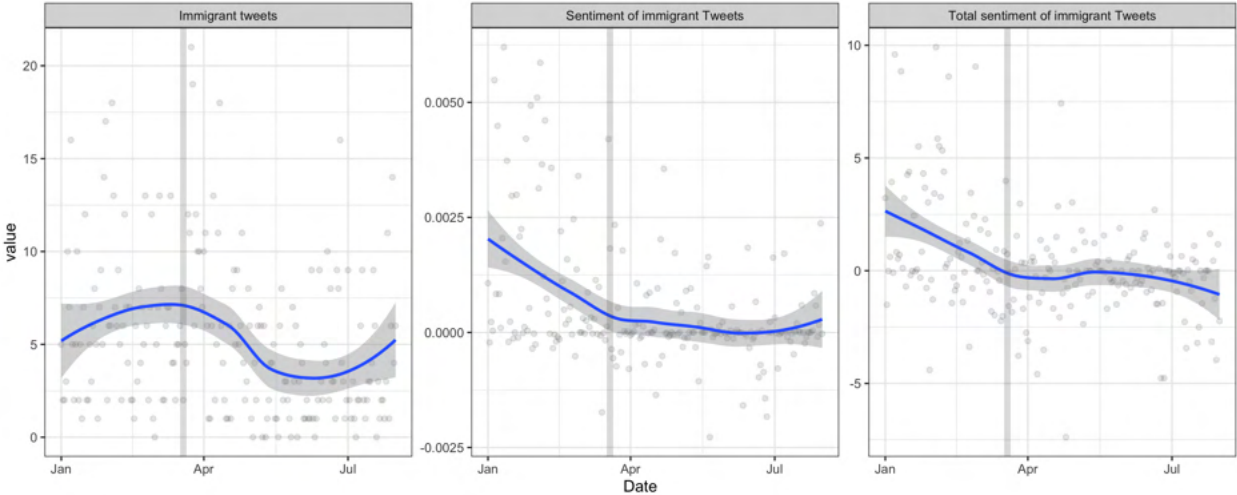 Immigrant tweets
Sentiment of immigrant Tweets
Total sentiment of immigrant Tweets
value
20
15
10
5
0
Jan
Apr
Jul
0.0050
0.0025
0.0000
-0.0025
Jan
Apr
Jul
10
5
0
-5
Jan
Apr
Jul
Date